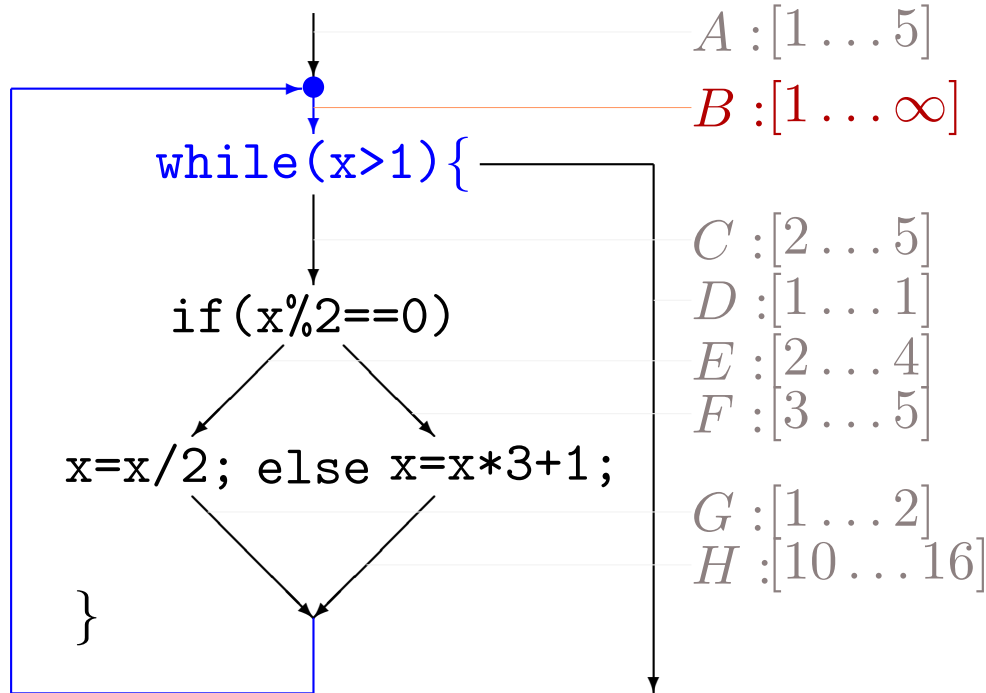 A :[1 … 5]
B :[1 … ∞]
while(x>1){
C :[2 … 5]
D :[1 … 1]
if(x%2==0)
E :[2 … 4]
F :[3 … 5]
x=x/2; else x=x*3+1;
G :[1 … 2]
H :[10 … 16]
}